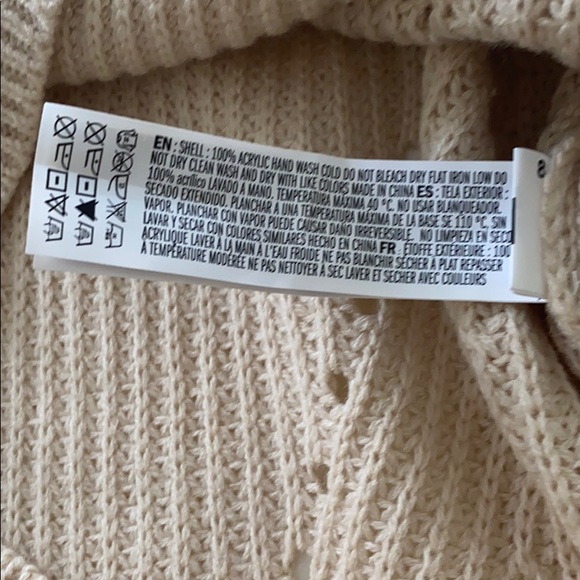 EN : SHELL : 100% ACRYLIC HAND WASH COLD DO NOT BLEACH DRY FLAT IRON LOW DO
NOT DRY CLEAN WASH AND DRY WITH LIKE COLORS MADE IN CHINA ES : TELA EXTERIOR :
100% acrílico LAVADO A MANO. TEMPERATURA MÁXIMA 40 °C. NO USAR BLANQUEADOR.
SECADO EXTENDIDO. PLANCHAR A UNA TEMPERATURA MÁXIMA DE LA BASE SE 110 °C, SIN
VAPOR. PLANCHAR CON VAPOR PUEDE CAUSAR DAÑO IRREVERSIBLE. NO LIMPIEZA EN SECO
LAVAR Y SECAR CON COLORES SIMILARES HECHO EN CHINA FR : ÉTOFFE EXTÉRIEURE : 100
ACRYLIQUE LAVER À LA MAIN À L'EAU FROIDE NE PAS BLANCHIR SÉCHER À PLAT REPASSER
À TEMPÉRATURE MODÉRÉE NE PAS NETTOYER À SEC LAVER ET SÉCHER AVEC COULEURS